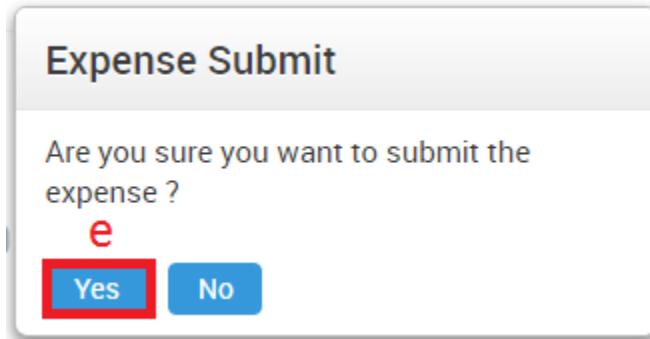 Expense Submit
Are you sure you want to submit the
expense ?
e
Yes No